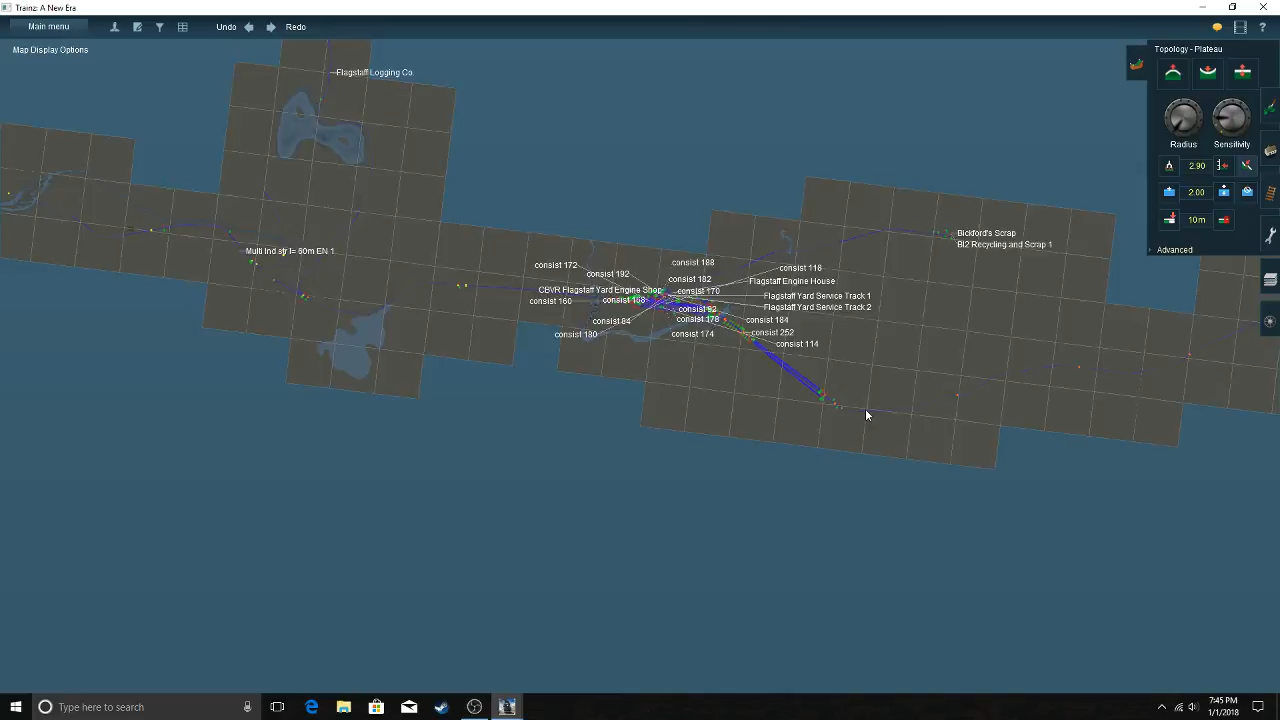 Trainz: A New Era
Main menu
Undo
Redo
Map Display Options
Topology - Plateau
Radius
Sensitivity
2.90
2.00
10m
Advanced
Flagstaff Logging Co.
Bickford's Scrap
BI2 Recycling and Scrap 1
Multi Ind str l= 60m EN 1
consist 172
consist 188
consist 118
consist 192
consist 182
Flagstaff Engine House
CBVR Flagstaff Yard Engine Shop
consist 170
Flagstaff Yard Service Track 1
consist 160
Flagstaff Yard Service Track 2
consist 92
consist 84
consist 178
consist 184
consist 180
consist 174
consist 252
consist 114
Type here to search
7:45 PM
1/1/2018